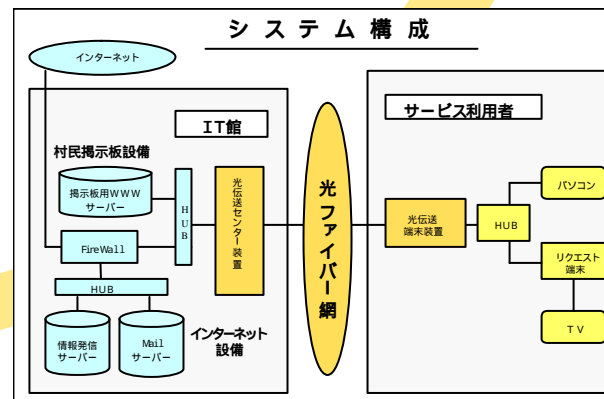 システム構成
インターネット
IT館
サービス利用者
村民掲示板設備
掲示板用WWW
サーバー
HUB
光伝送センター装置
光ファイバー網
光伝送
端末装置
HUB
パソコン
リクエスト
端末
TV
FireWall
HUB
情報発信
サーバー
Mail
サーバー
インターネット
設備